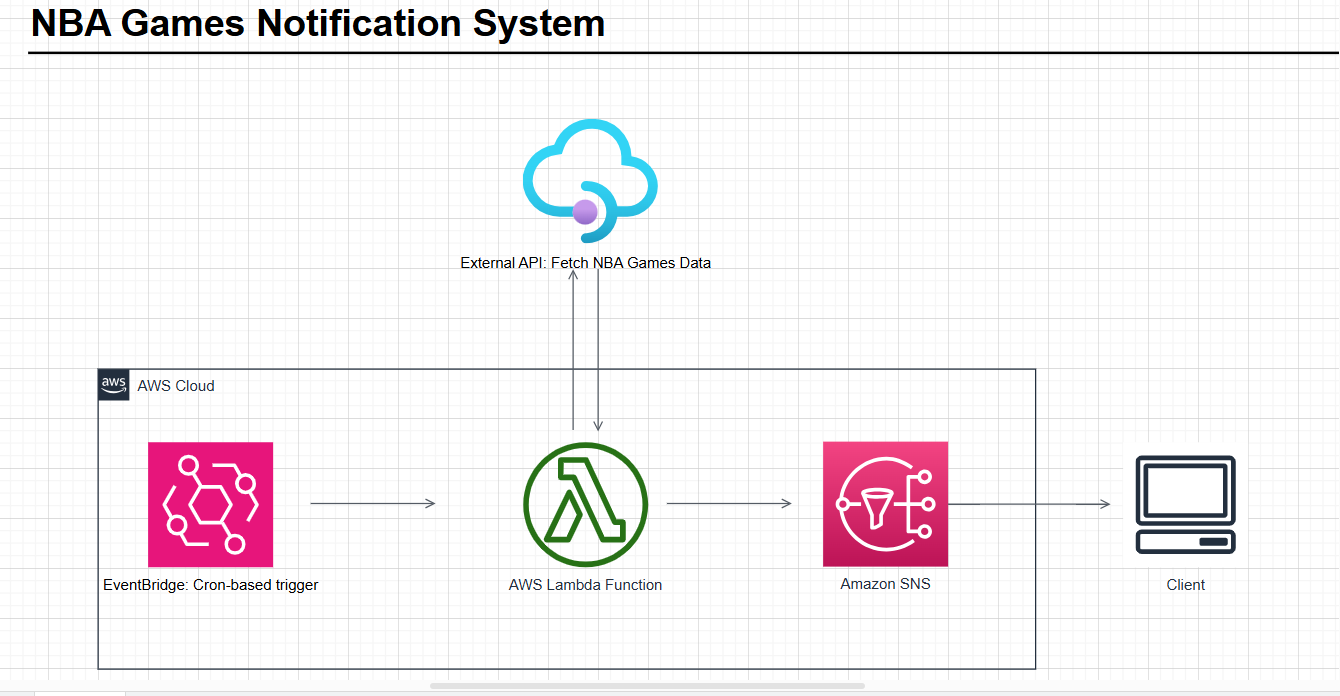 NBA Games Notification System
External API: Fetch NBA Games Data
aws
AWS Cloud
EventBridge: Cron-based trigger
AWS Lambda Function
Amazon SNS
Client